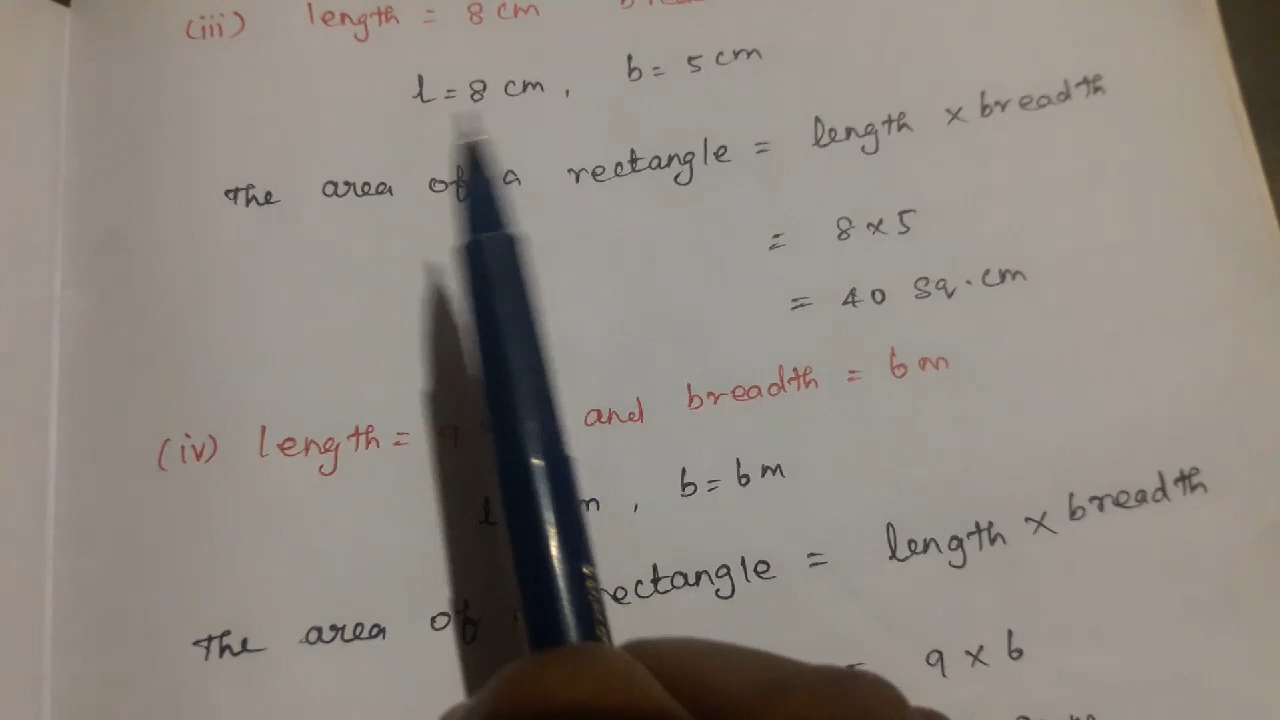 (iii) length = 8 cm
l = 8 cm, b = 5 cm
The area of a rectangle = length × breadth
= 8 × 5
= 40 sq. cm
(iv) length = 9 and breadth = 6 m
l m, b = 6 m
The area of rectangle = length × breadth
= 9 × 6